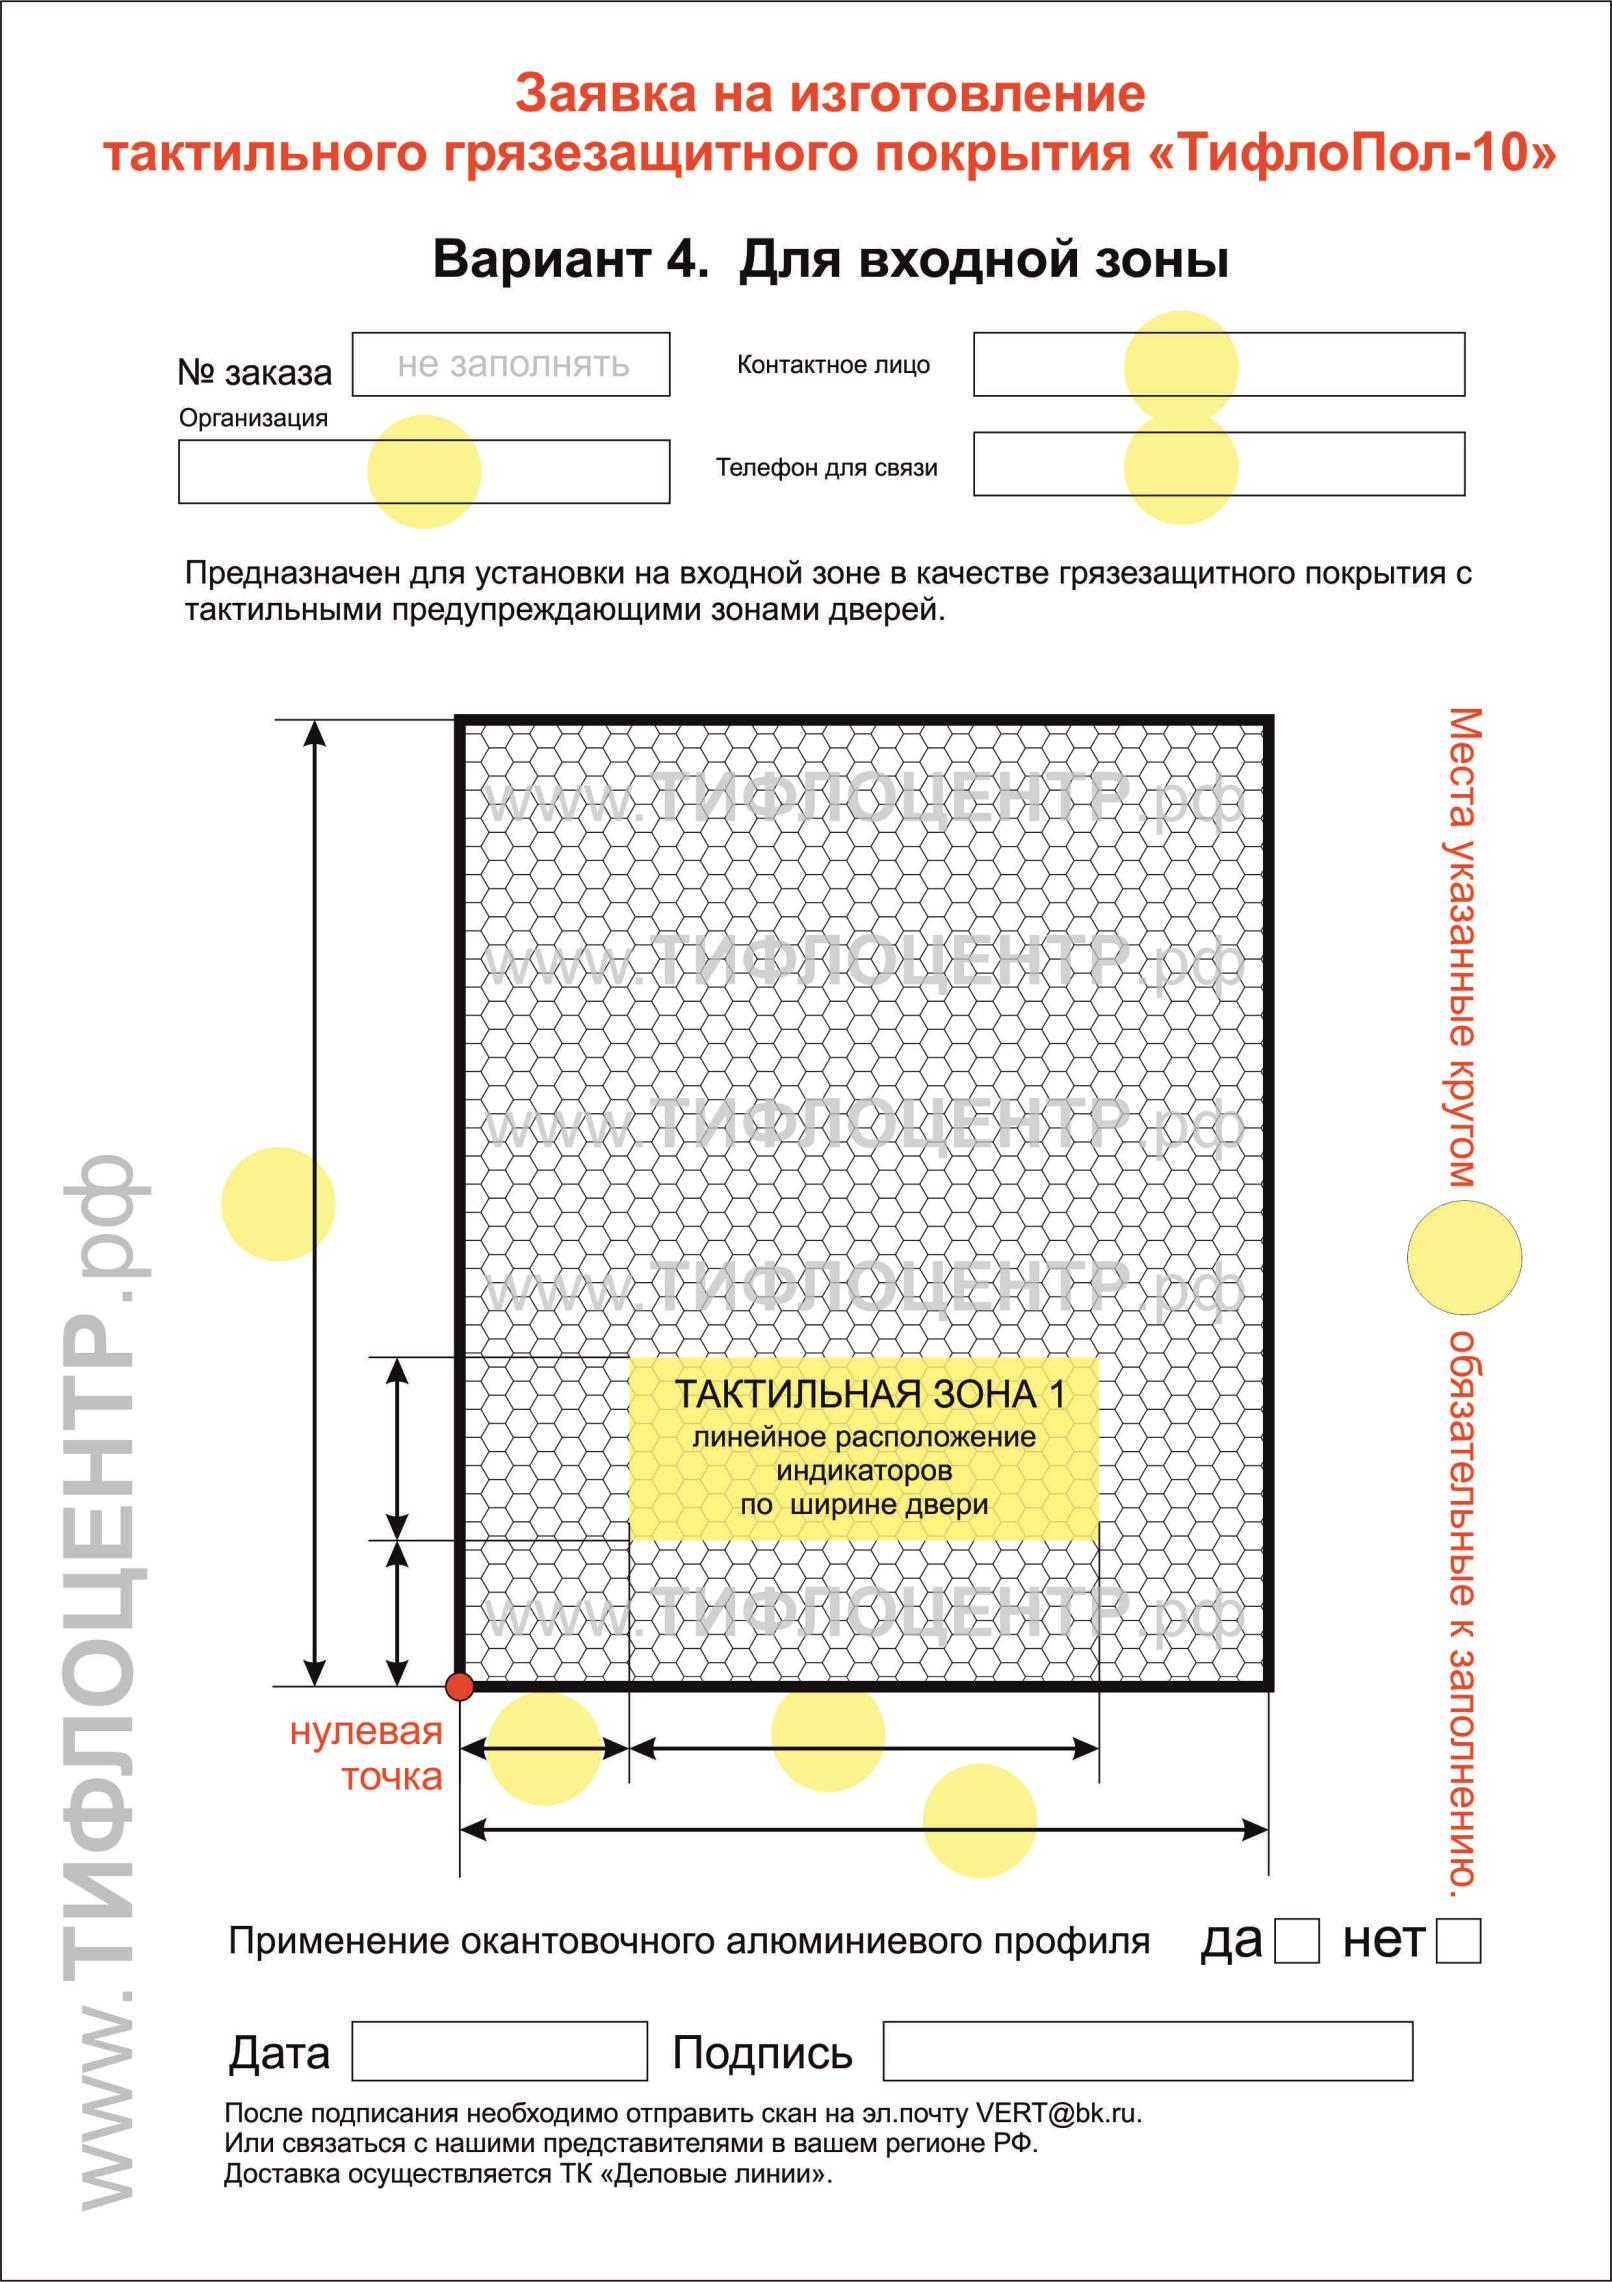 Заявка на изготовление
тактильного грязезащитного покрытия «ТифлоПол-10»
Вариант 4. Для входной зоны
№ заказа
не заполнять
Контактное лицо
Организация
Телефон для связи
Предназначен для установки на входной зоне в качестве грязезащитного покрытия с
тактильными предупреждающими зонами дверей.
www.ТИФЛОЦЕНТР.рф
www.ТИФЛОЦЕНТР.рф
www.ТИФЛОЦЕНТР.рф
www.ТИФЛОЦЕНТР.рф
ТАКТИЛЬНАЯ ЗОНА 1
линейное расположение
индикаторов
по ширине двери
www.ТИФЛОЦЕНТР.рф
нулевая
точка
Места указанные кругом обязательные к заполнению.
www.ТИФЛОЦЕНТР.рф
Применение окантовочного алюминиевого профиля да нет
Дата Подпись
После подписания необходимо отправить скан на эл.почту VERT@bk.ru.
Или связаться с нашими представителями в вашем регионе РФ.
Доставка осуществляется ТК «Деловые линии».